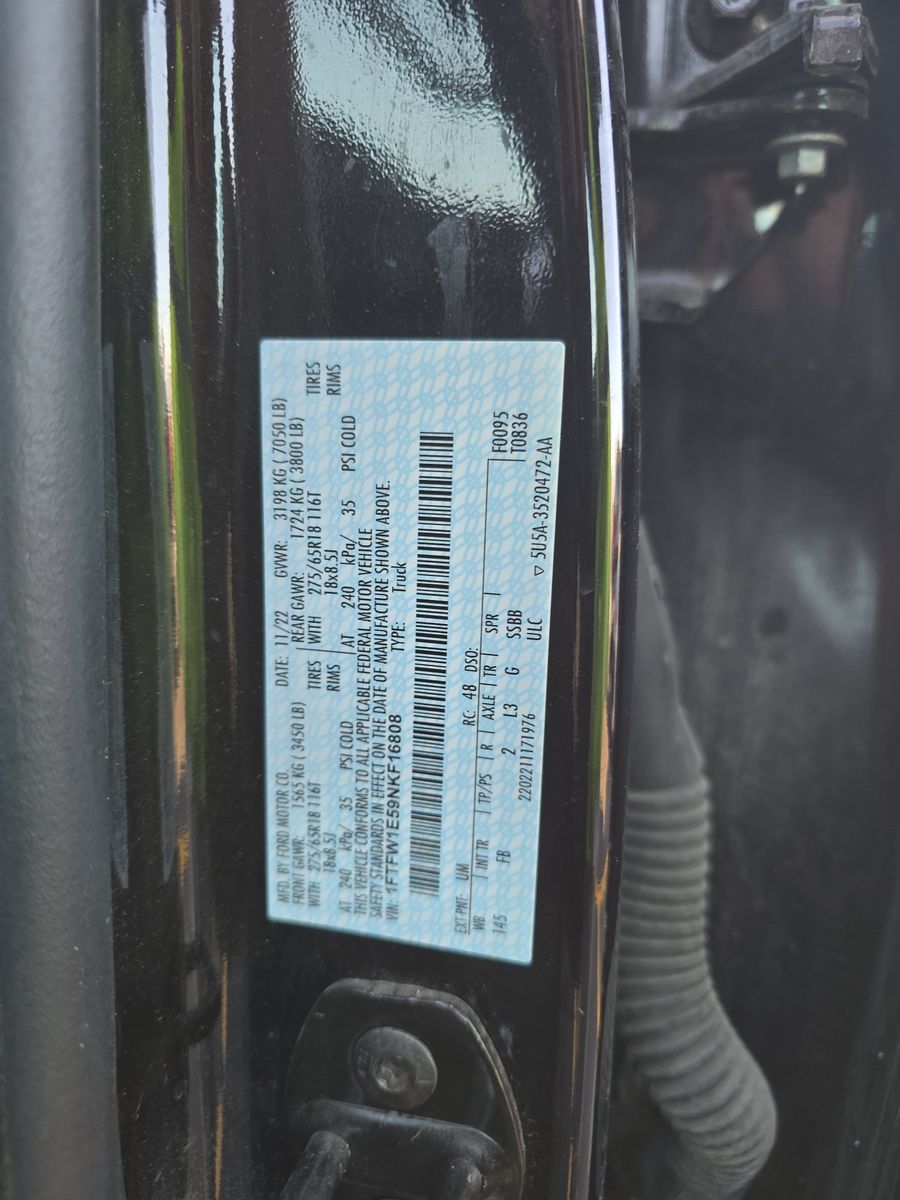 MFD. BY FORD MOTOR CO. DATE: 11/22 GVWR: 3198 KG ( 7050 LB)
FRONT GAWR: 1565 KG ( 3450 LB) REAR GAWR: 1724 KG ( 3800 LB)
WITH 275/65R18 116T TIRES WITH 275/65R18 116T TIRES
18x8.5J RIMS 18x8.5J RIMS
AT 240 kPa/ 35 PSI COLD AT 240 kPa/ 35 PSI COLD
THIS VEHICLE CONFORMS TO ALL APPLICABLE FEDERAL MOTOR VEHICLE
SAFETY STANDARDS IN EFFECT ON THE DATE OF MANUFACTURE SHOWN ABOVE.
VIN: 1FTFW1E59NKF16808 TYPE: Truck
EXT PNT: UM RC: 48 DSO: F0095
WB | INT TR | TP/PS | R | AXLE | TR | SPR | T0836
145 FB 2 L3 G SSBB
2202211171976 ULC ▽ 5U5A-3520472-AA